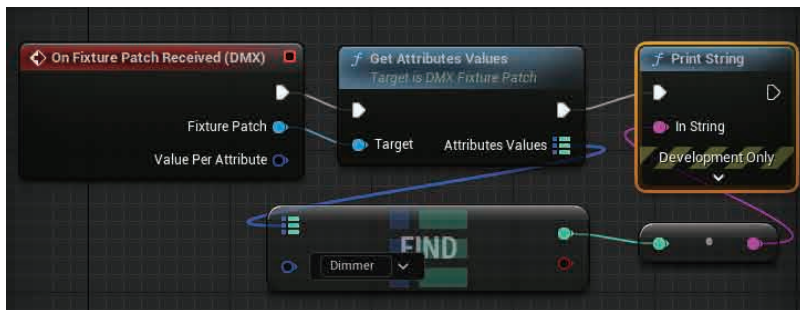 On Fixture Patch Received (DMX)
Fixture Patch
Value Per Attribute
f Get Attributes Values
Target is DMX Fixture Patch
Target
Attributes Values
f Print String
In String
Development Only
FIND
Dimmer